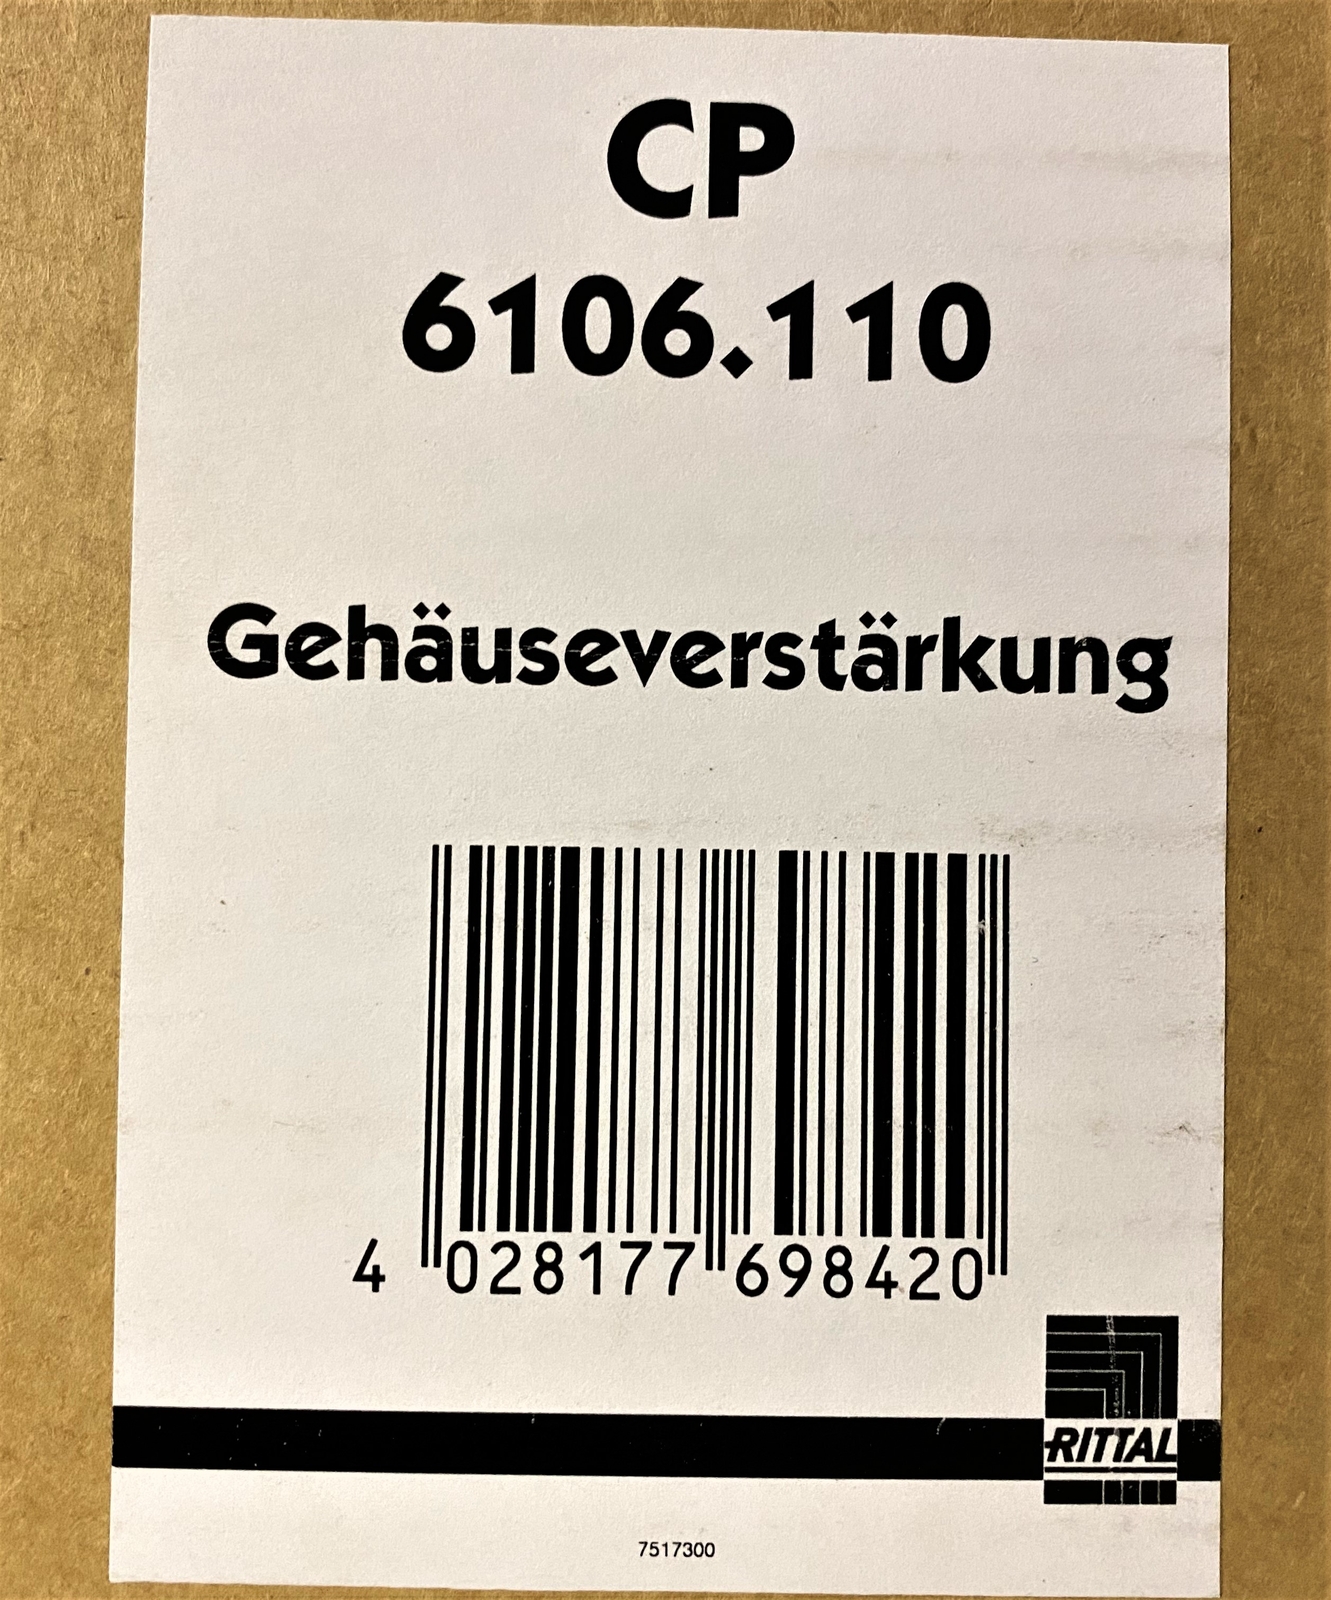 CP
6106.110
Gehäuseverstärkung
4 028177 698420
RITTAL
7517300